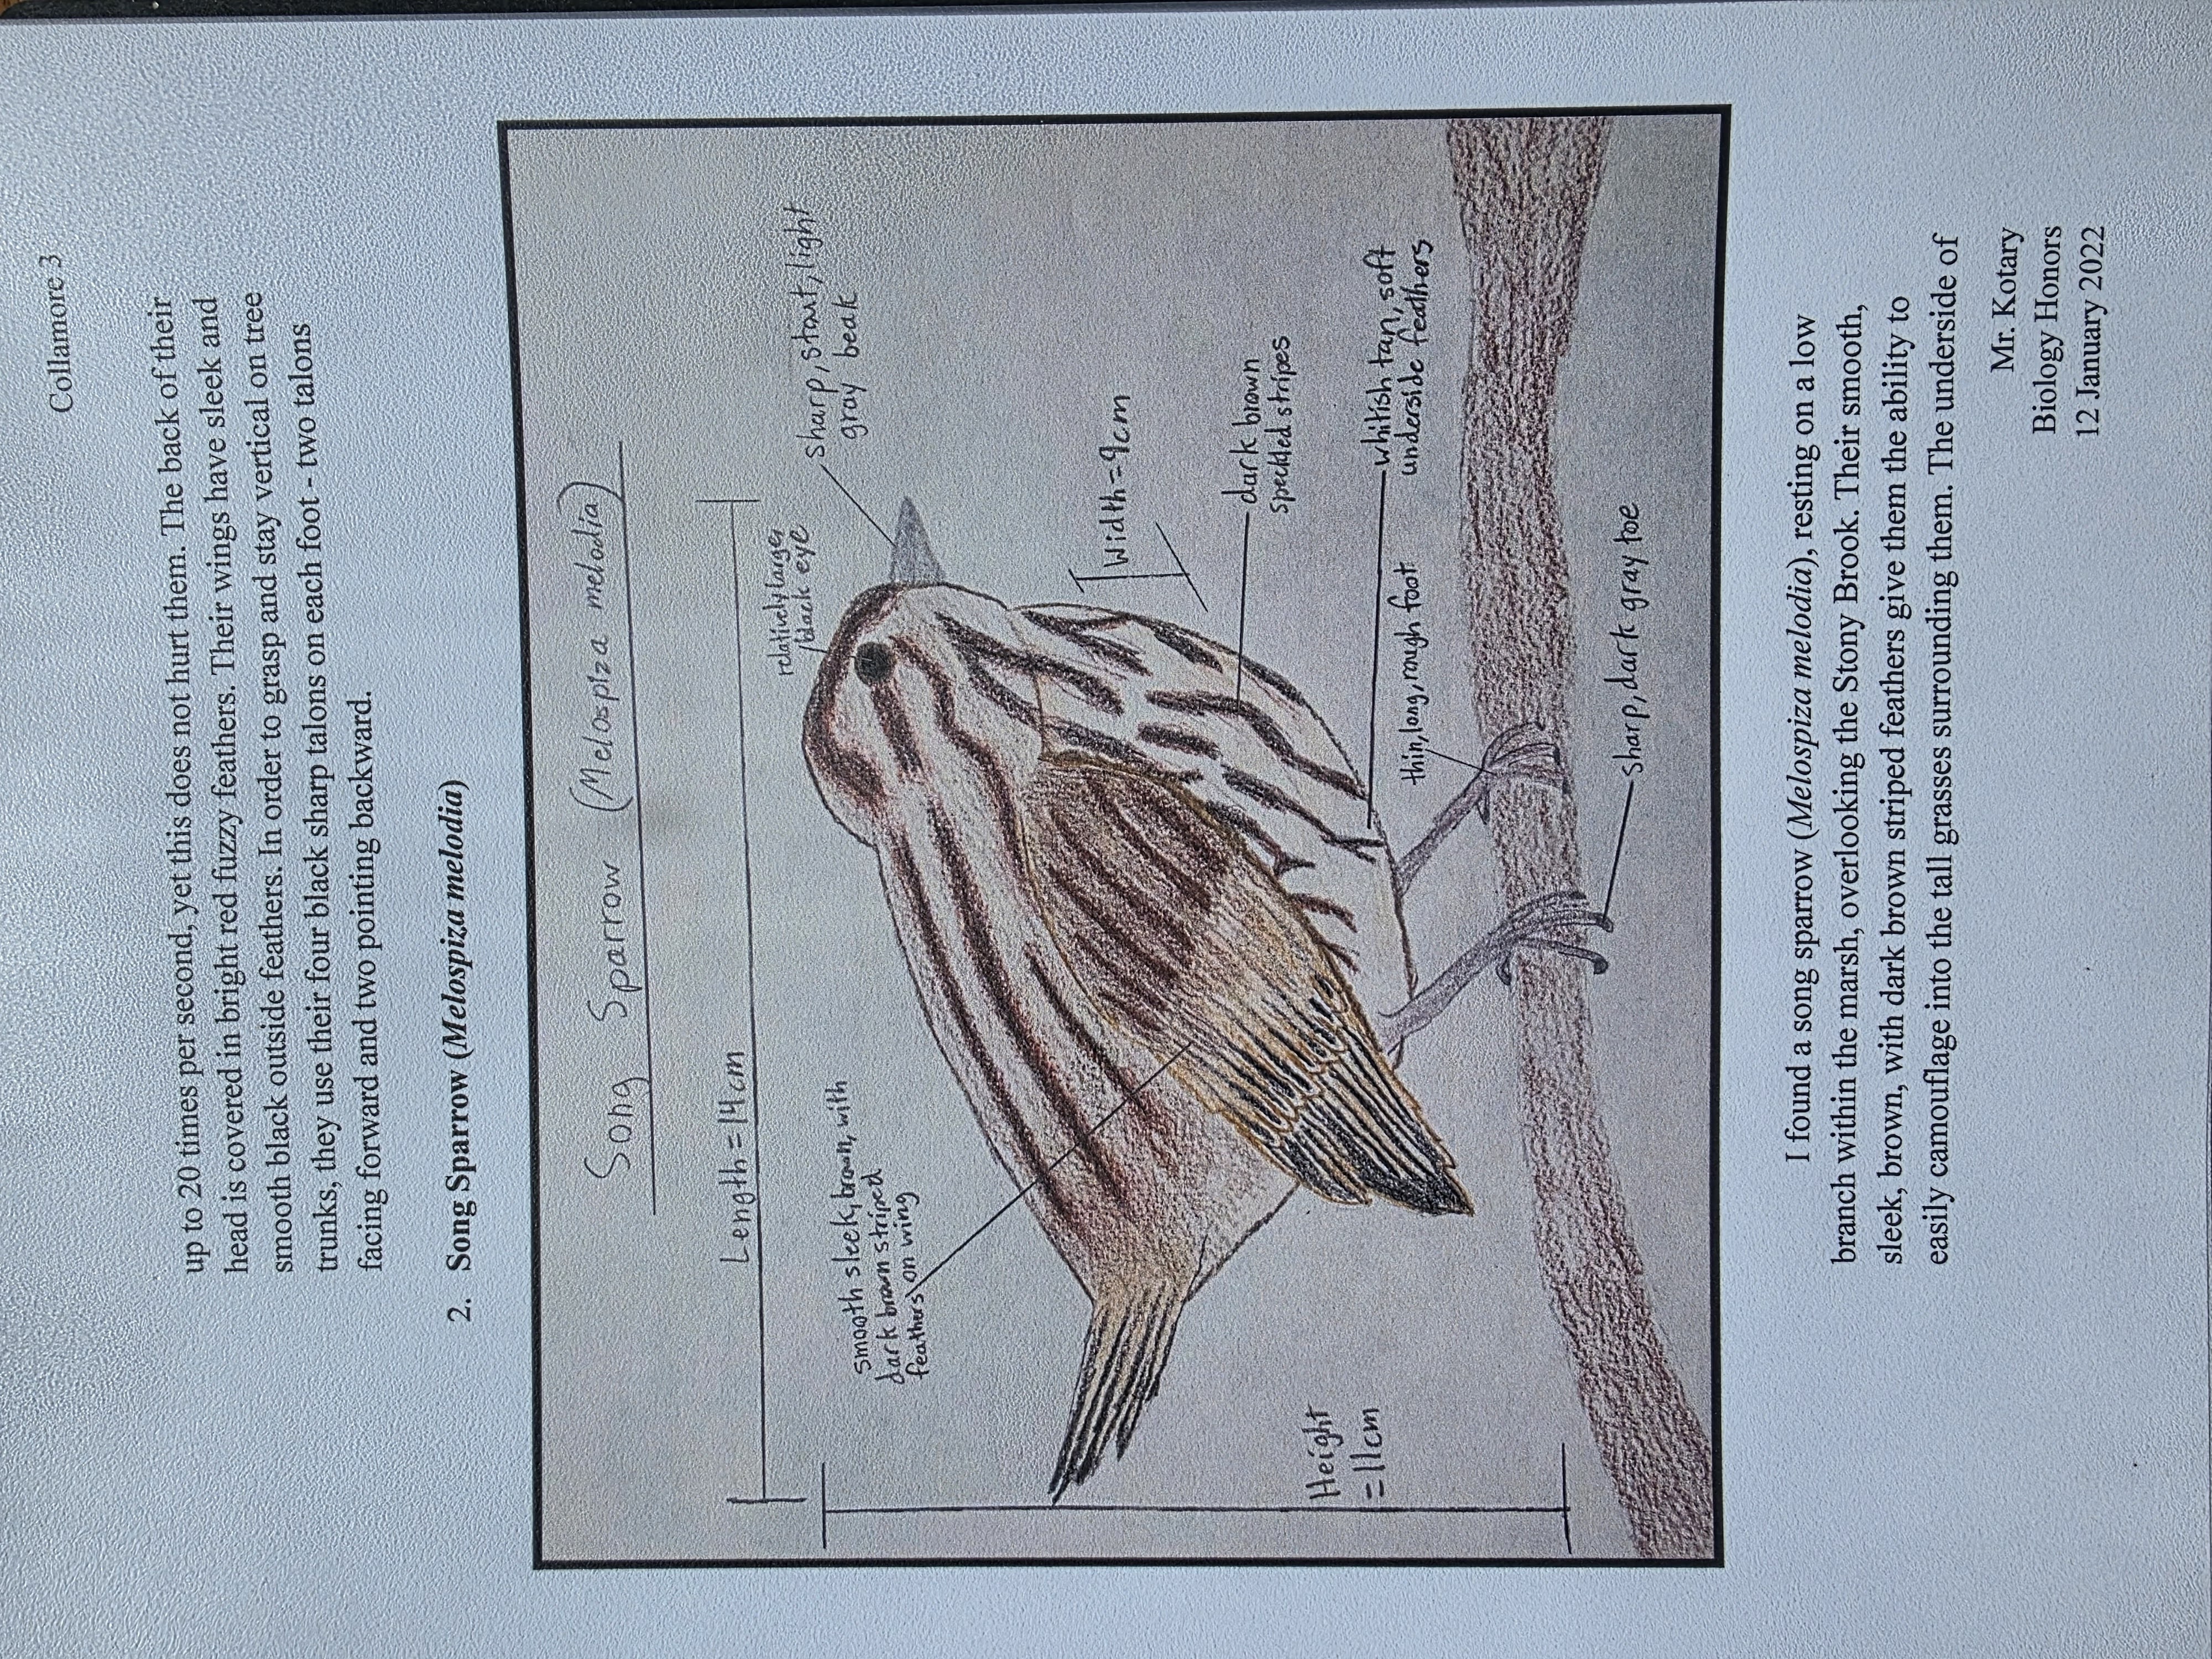 Collamore 3
up to 20 times per second, yet this does not hurt them. The back of their
head is covered in bright red fuzzy feathers. Their wings have sleek and
smooth black outside feathers. In order to grasp and stay vertical on tree
trunks, they use their four black sharp talons on each foot - two talons
facing forward and two pointing backward.
2. Song Sparrow (Melospiza melodia)
Song Sparrow (Melospiza melodia)
Length = 14 cm
relatively large,
black eye
sharp, stout, light
gray beak
smooth sleek, brown, with
dark brown striped
feathers on wing
Width = 9cm
dark brown
speckled stripes
Height
= 11cm
whitish tan, soft
underside feathers
thin, long, rough foot
sharp, dark gray toe
I found a song sparrow (Melospiza melodia), resting on a low
branch within the marsh, overlooking the Stony Brook. Their smooth,
sleek, brown, with dark brown striped feathers give them the ability to
easily camouflage into the tall grasses surrounding them. The underside of
Mr. Kotary
Biology Honors
12 January 2022